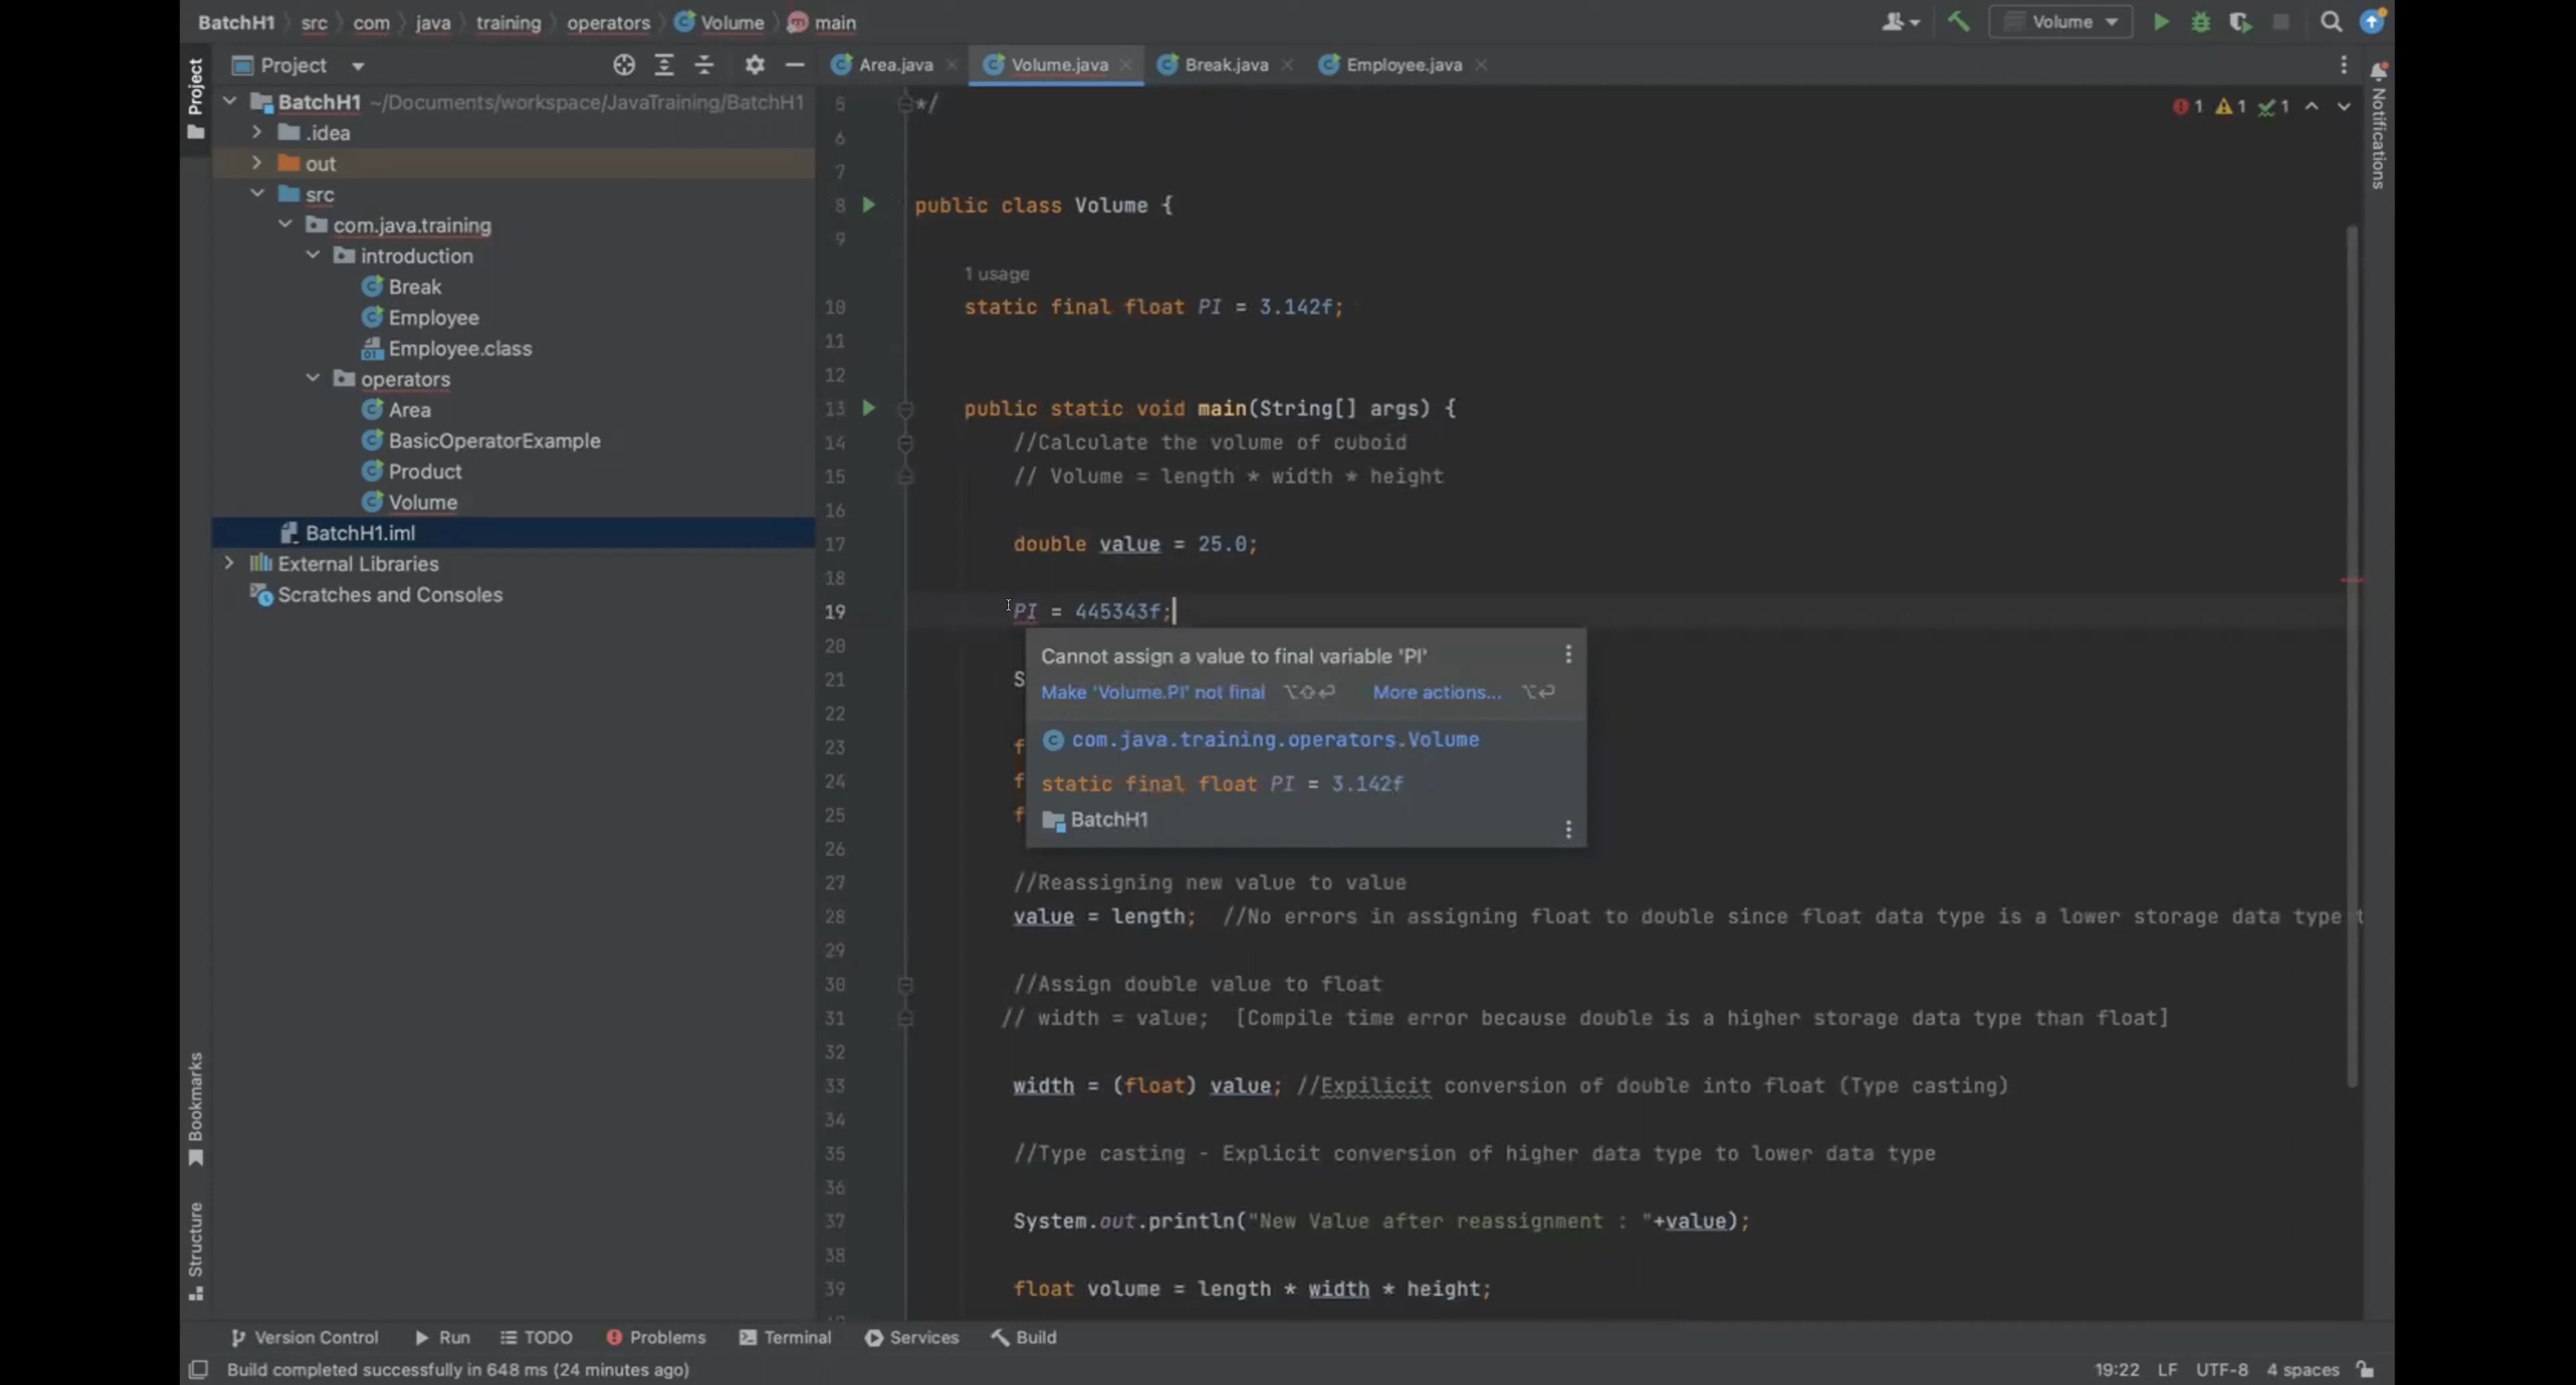 BatchH1 src com java training operators Volume main
Volume
Project
Project
Area.java
Volume.java
Break.java
Employee.java
Notifications
BatchH1 ~/Documents/workspace/JavaTraining/BatchH1
.idea
out
src
com.java.training
introduction
Break
Employee
Employee.class
operators
Area
BasicOperatorExample
Product
Volume
BatchH1.iml
External Libraries
Scratches and Consoles
Bookmarks
Structure
1 1 1
5 */
6
7
8 public class Volume {
9
1 usage
10 static final float PI = 3.142f;
11
12
13 public static void main(String[] args) {
14 //Calculate the volume of cuboid
15 // Volume = length * width * height
16
17 double value = 25.0;
18
19 PI = 445343f;
20
21 S
22
23 f
24 f
25 f
26
Cannot assign a value to final variable 'PI'
Make 'Volume.PI' not final ⌥⇧⏎ More actions... ⌥⏎
com.java.training.operators.Volume
static final float PI = 3.142f
BatchH1
27 //Reassigning new value to value
28 value = length; //No errors in assigning float to double since float data type is a lower storage data type t
29
30 //Assign double value to float
31 // width = value; [Compile time error because double is a higher storage data type than float]
32
33 width = (float) value; //Expilicit conversion of double into float (Type casting)
34
35 //Type casting - Explicit conversion of higher data type to lower data type
36
37 System.out.println("New Value after reassignment : "+value);
38
39 float volume = length * width * height;
Version Control Run TODO Problems Terminal Services Build
Build completed successfully in 648 ms (24 minutes ago)
19:22 LF UTF-8 4 spaces